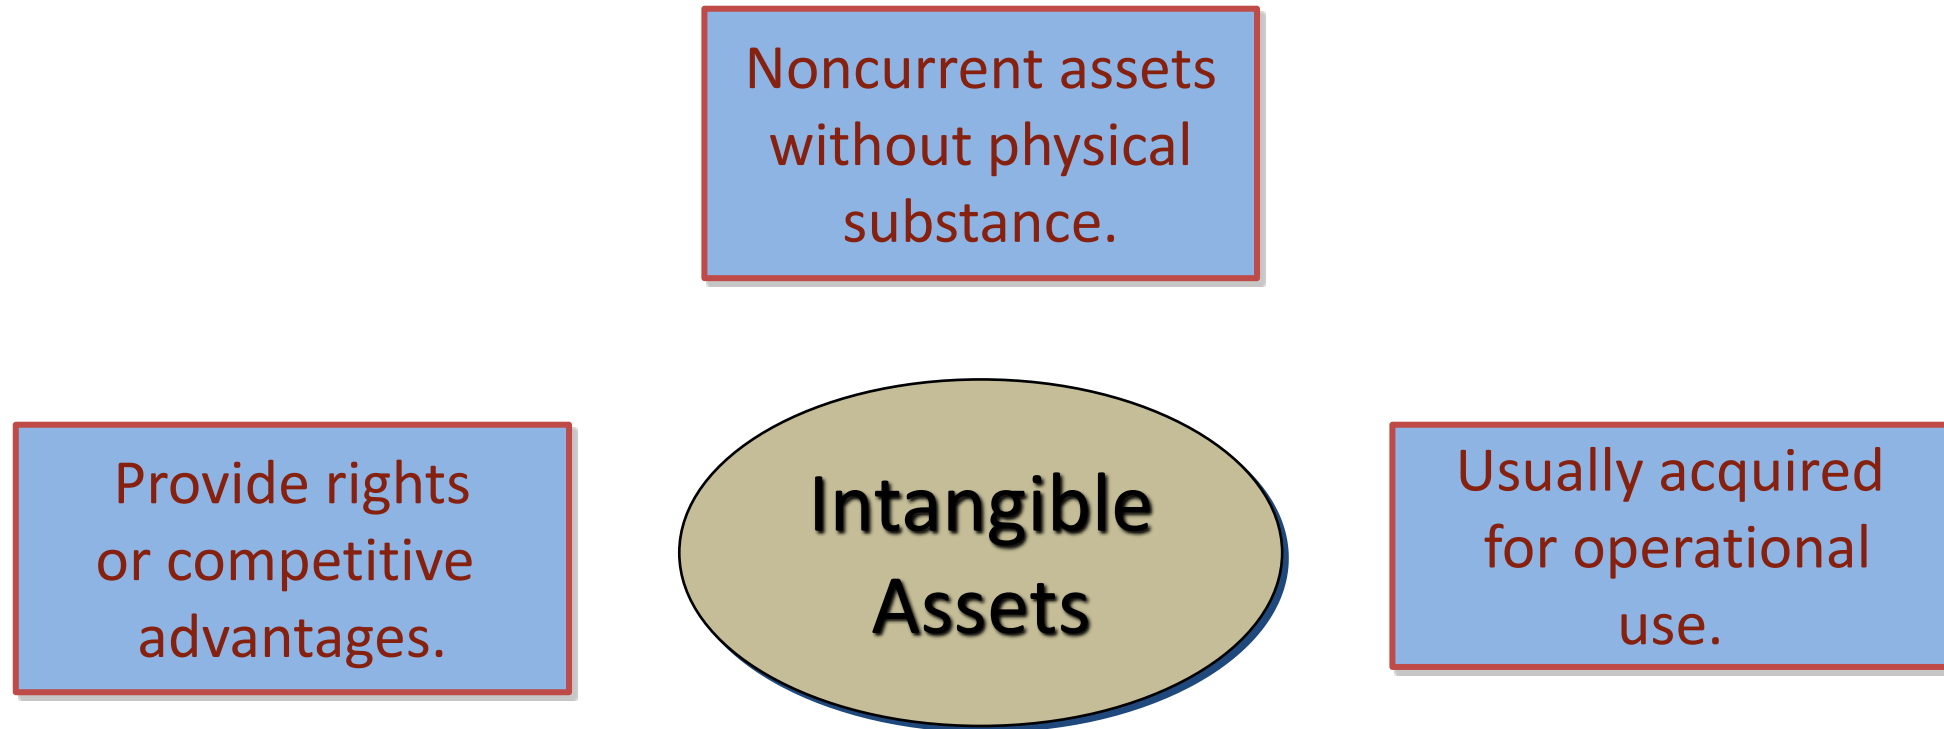 Noncurrent assets
without physical
substance.
Provide rights
or competitive
advantages.
Intangible
Assets
Usually acquired
for operational
use.